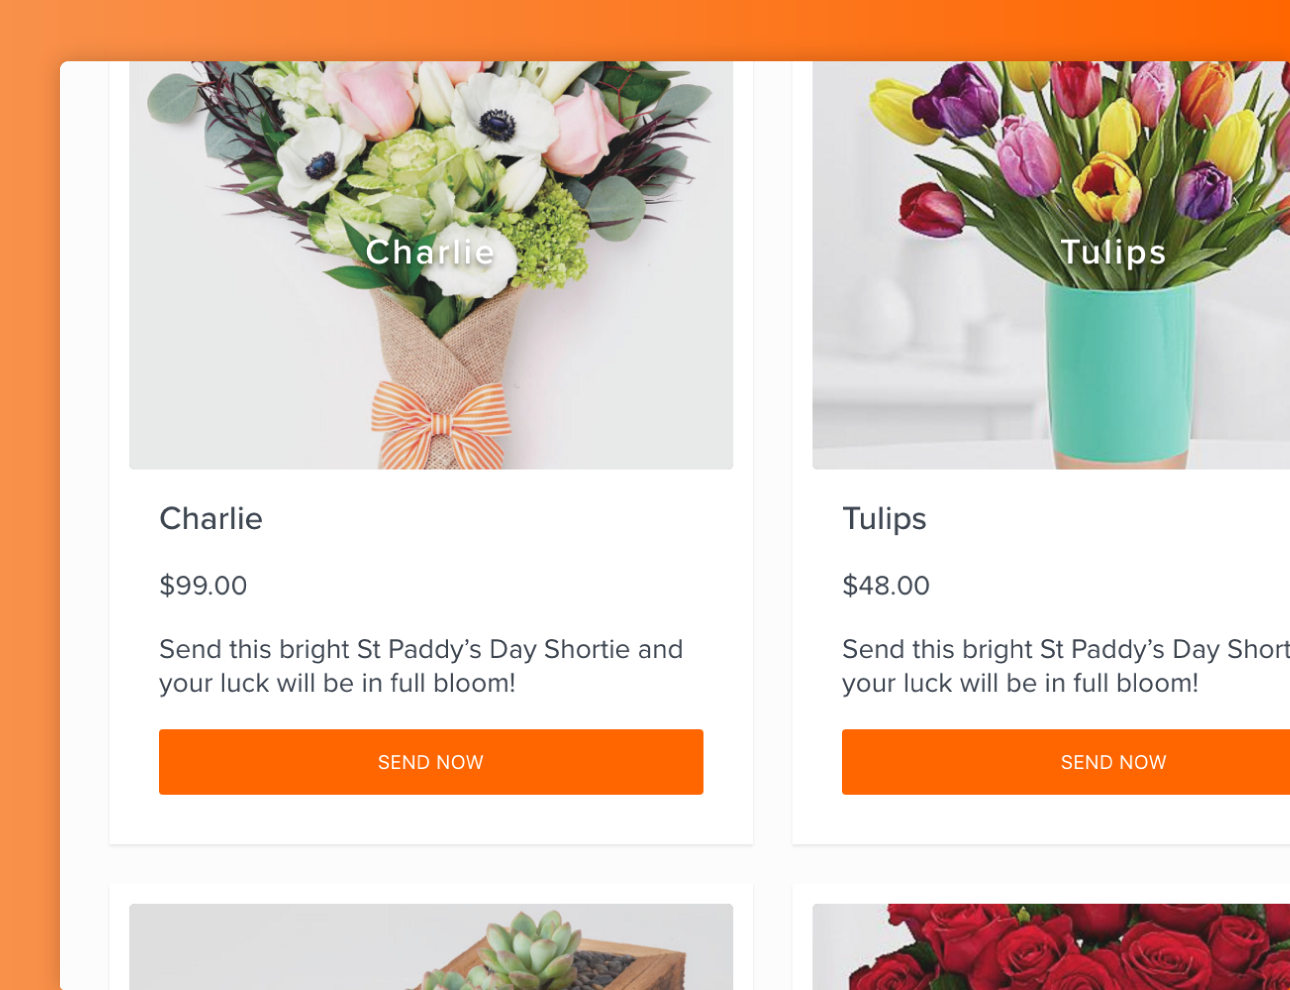 Charlie
Charlie
$99.00
Send this bright St Paddy’s Day Shortie and
your luck will be in full bloom!
SEND NOW
Tulips
Tulips
$48.00
Send this bright St Paddy’s Day Short
your luck will be in full bloom!
SEND NOW